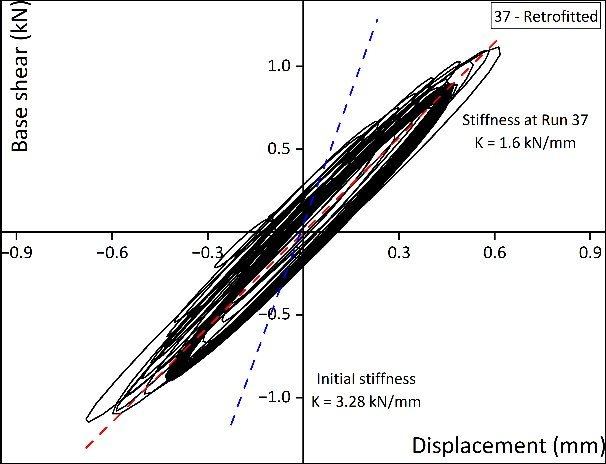 Base shear (kN)
37 - Retrofitted
1.0
Stiffness at Run 37
K = 1.6 kN/mm
0.5
−0.9
−0.6
−0.3
0.3
0.6
0.9
−0.5
Initial stiffness
K = 3.28 kN/mm
−1.0
Displacement (mm)